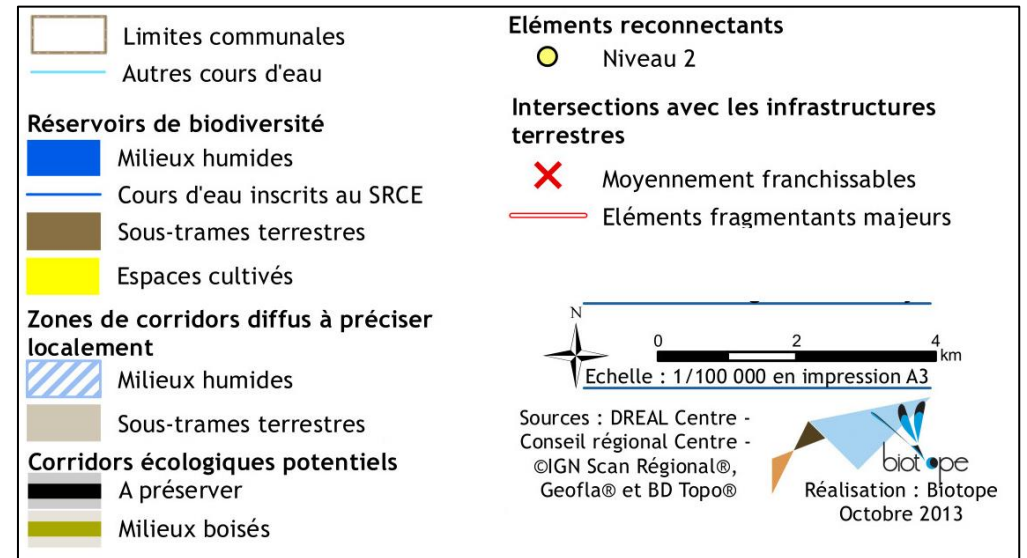 Limites communales
Autres cours d'eau
Réservoirs de biodiversité
Milieux humides
Cours d'eau inscrits au SRCE
Sous-trames terrestres
Espaces cultivés
Zones de corridors diffus à préciser
localement
Milieux humides
Sous-trames terrestres
Corridors écologiques potentiels
A préserver
Milieux boisés
Eléments reconnectants
Niveau 2
Intersections avec les infrastructures
terrestres
Moyennement franchissables
Eléments fragmentants majeurs
N
0 2 4
km
Echelle : 1/100 000 en impression A3
Sources : DREAL Centre -
Conseil régional Centre -
©IGN Scan Régional®,
Geofla® et BD Topo®
biotope
Réalisation : Biotope
Octobre 2013